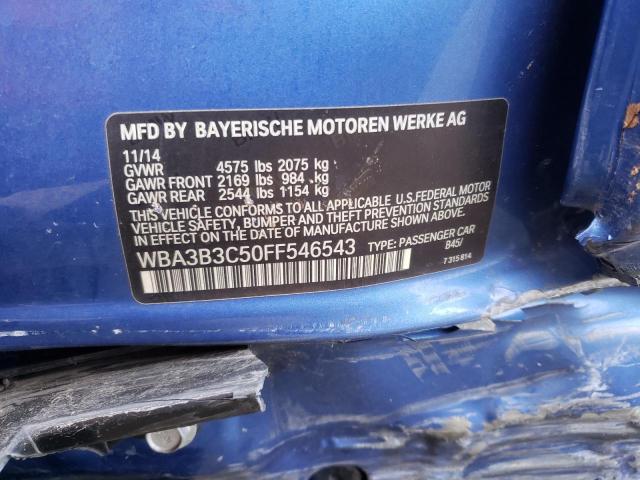 MFD BY BAYERISCHE MOTOREN WERKE AG
11/14
GVWR 4575 lbs 2075 kg
GAWR FRONT 2169 lbs 984 kg
GAWR REAR 2544 lbs 1154 kg
THIS VEHICLE CONFORMS TO ALL APPLICABLE U.S.FEDERAL MOTOR
VEHICLE SAFETY, BUMPER AND THEFT PREVENTION STANDARDS
IN EFFECT ON THE DATE OF MANUFACTURE SHOWN ABOVE.
WBA3B3C50FF546543 TYPE: PASSENGER CAR
B45/
7 315 814